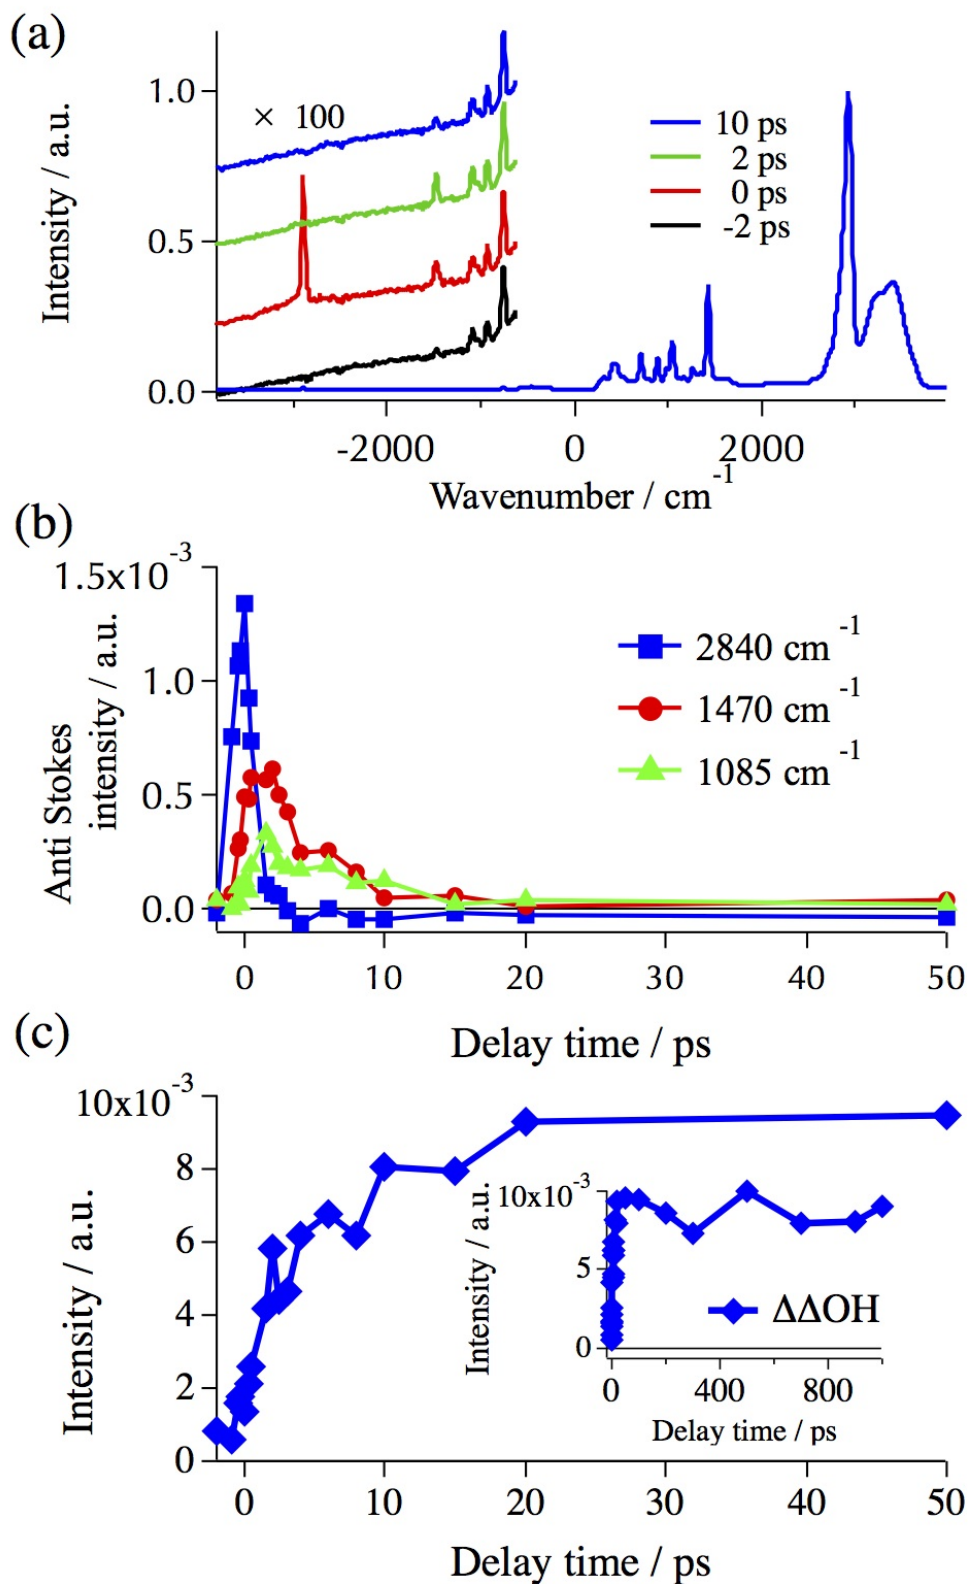 (a)
Intensity / a.u.
1.0
0.5
0.0
× 100
10 ps
2 ps
0 ps
-2 ps
-2000
0
2000
Wavenumber / cm-1
(b)
Anti Stokes
intensity / a.u.
1.5x10-3
1.0
0.5
0.0
2840 cm-1
1470 cm-1
1085 cm-1
0
10
20
30
40
50
Delay time / ps
(c)
Intensity / a.u.
10x10-3
8
6
4
2
0
Intensity / a.u.
10x10-3
5
0
ΔΔOH
0
400
800
Delay time / ps
0
10
20
30
40
50
Delay time / ps